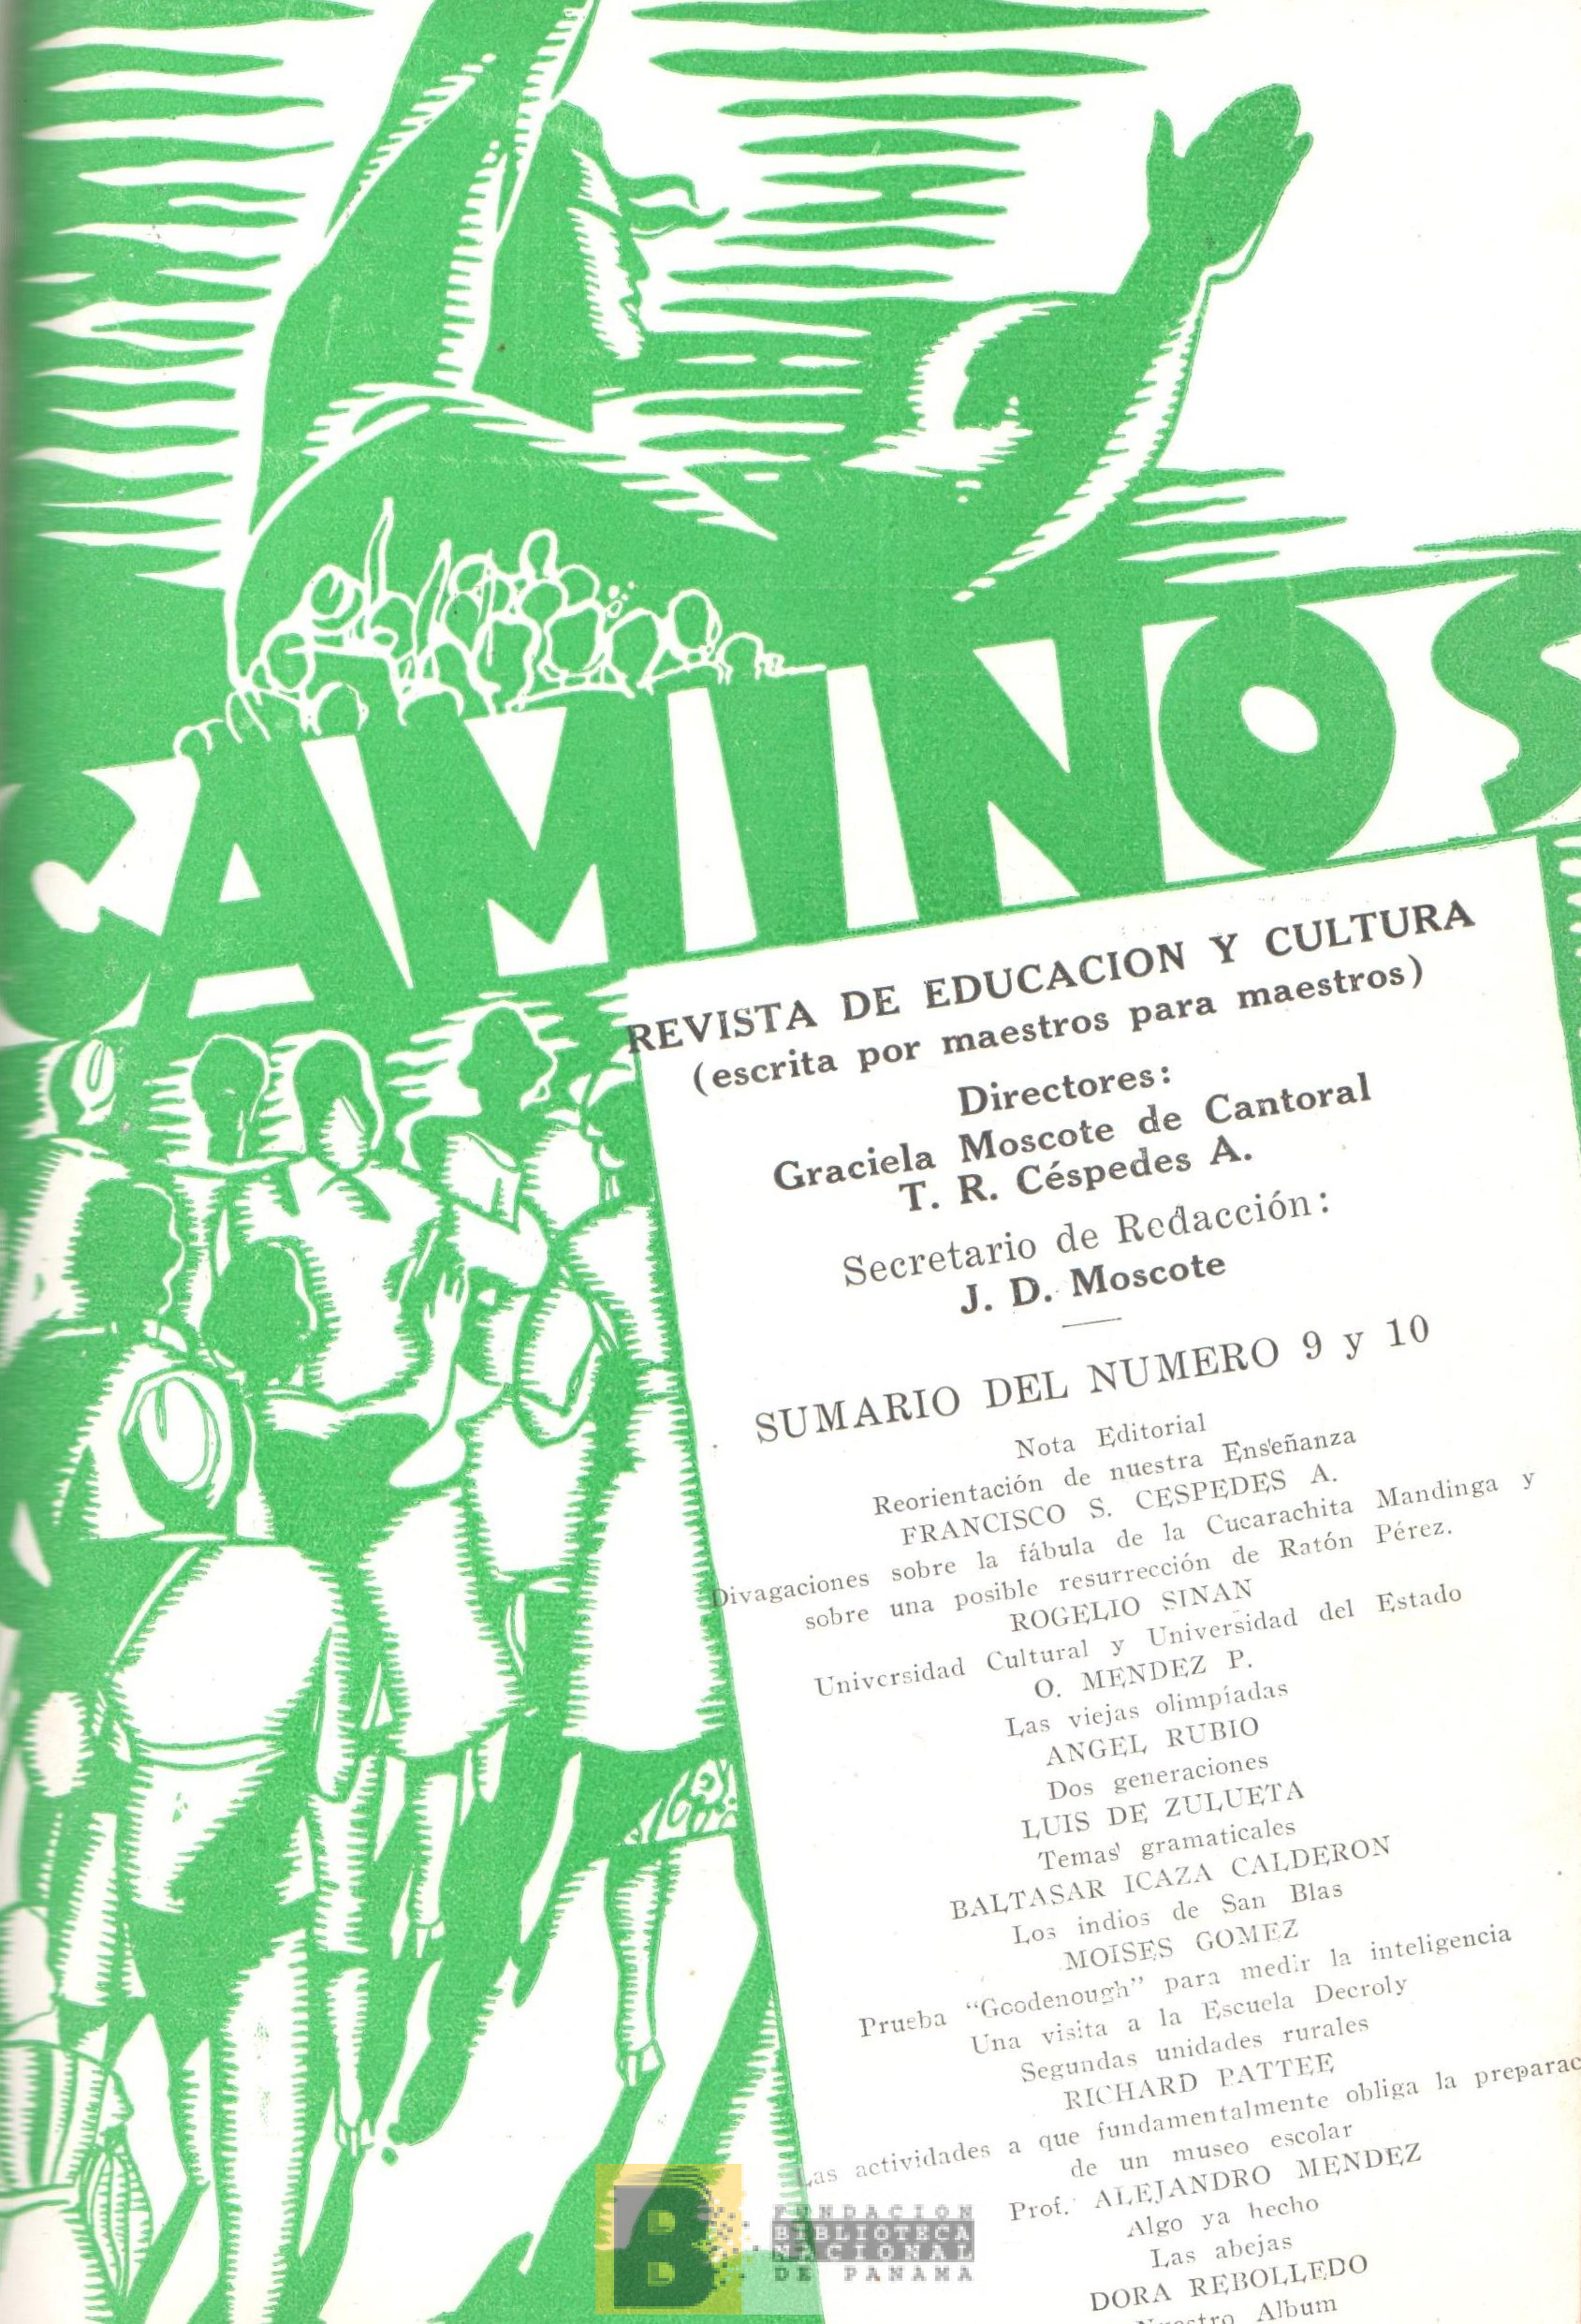 CAMINOS
REVISTA DE EDUCACION Y CULTURA
(escrita por maestros para maestros)
Directores:
Graciela Moscote de Cantoral
T. R. Céspedes A.
Secretario de Redacción:
J. D. Moscote
SUMARIO DEL NUMERO 9 y 10
Nota Editorial
Reorientación de nuestra Enseñanza
FRANCISCO S. CESPEDES A.
Divagaciones sobre la fábula de la Cucarachita Mandinga y
sobre una posible resurrección de Ratón Pérez.
ROGELIO SINAN
Universidad Cultural y Universidad del Estado
O. MENDEZ P.
Las viejas olimpíadas
ANGEL RUBIO
Dos generaciones
LUIS DE ZULUETA
Temas gramaticales
BALTASAR ICAZA CALDERON
Los indios de San Blas
MOISES GOMEZ
Prueba "Goodenough" para medir la inteligencia
Una visita a la Escuela Decroly
Segundas unidades rurales
RICHARD PATTEE
Las actividades a que fundamentalmente obliga la preparac
de un museo escolar
Prof. ALEJANDRO MENDEZ
Algo ya hecho
Las abejas
DORA REBOLLEDO
Nuestro Album
B
FUNDACION
BIBLIOTECA
NACIONAL
DE PANAMA